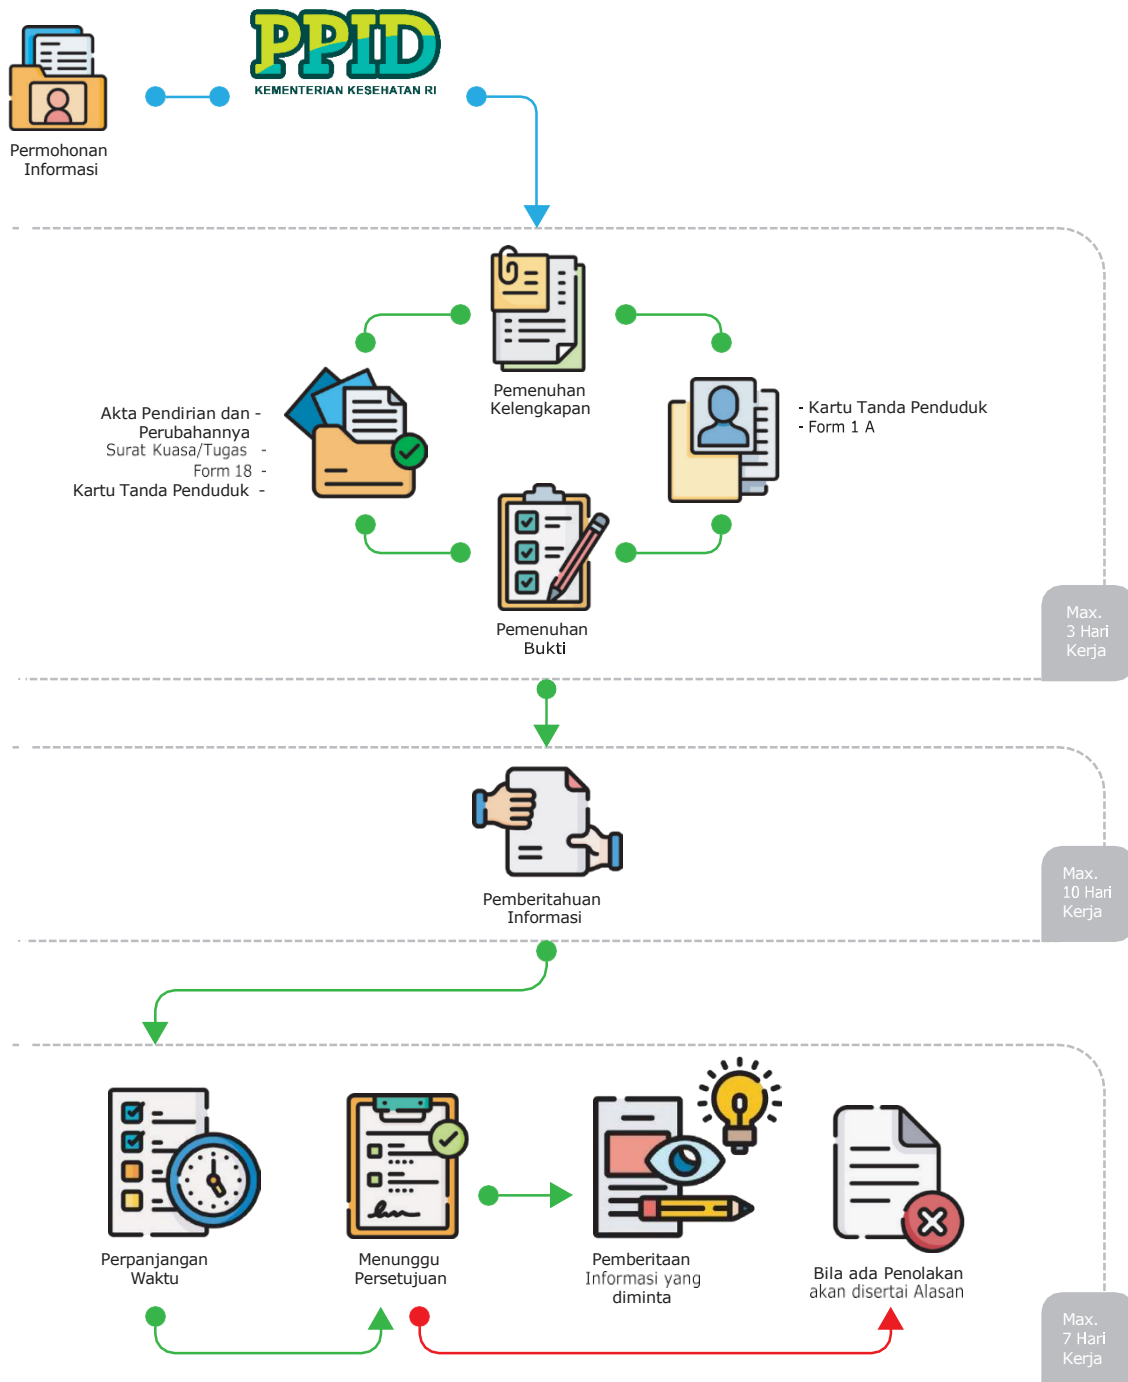 PPID
KEMENTERIAN KESEHATAN RI
Permohonan
Informasi
Pemenuhan
Kelengkapan
Akta Pendirian dan -
Perubahannya
Surat Kuasa/Tugas -
Form 18 -
Kartu Tanda Penduduk -
- Kartu Tanda Penduduk
- Form 1 A
Pemenuhan
Bukti
Max.
3 Hari
Kerja
Pemberitahuan
Informasi
Max.
10 Hari
Kerja
Perpanjangan
Waktu
Menunggu
Persetujuan
Pemberitaan
Informasi yang
diminta
Bila ada Penolakan
akan disertai Alasan
Max.
7 Hari
Kerja